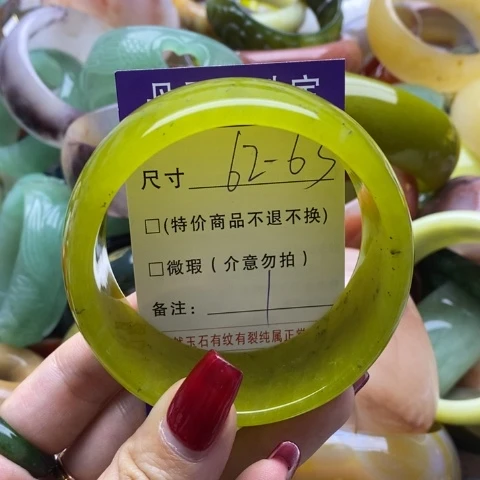 尺寸 62-65
□(特价商品不退不换)
□微瑕(介意勿拍)
备注:
玉石有纹有裂纯属正常